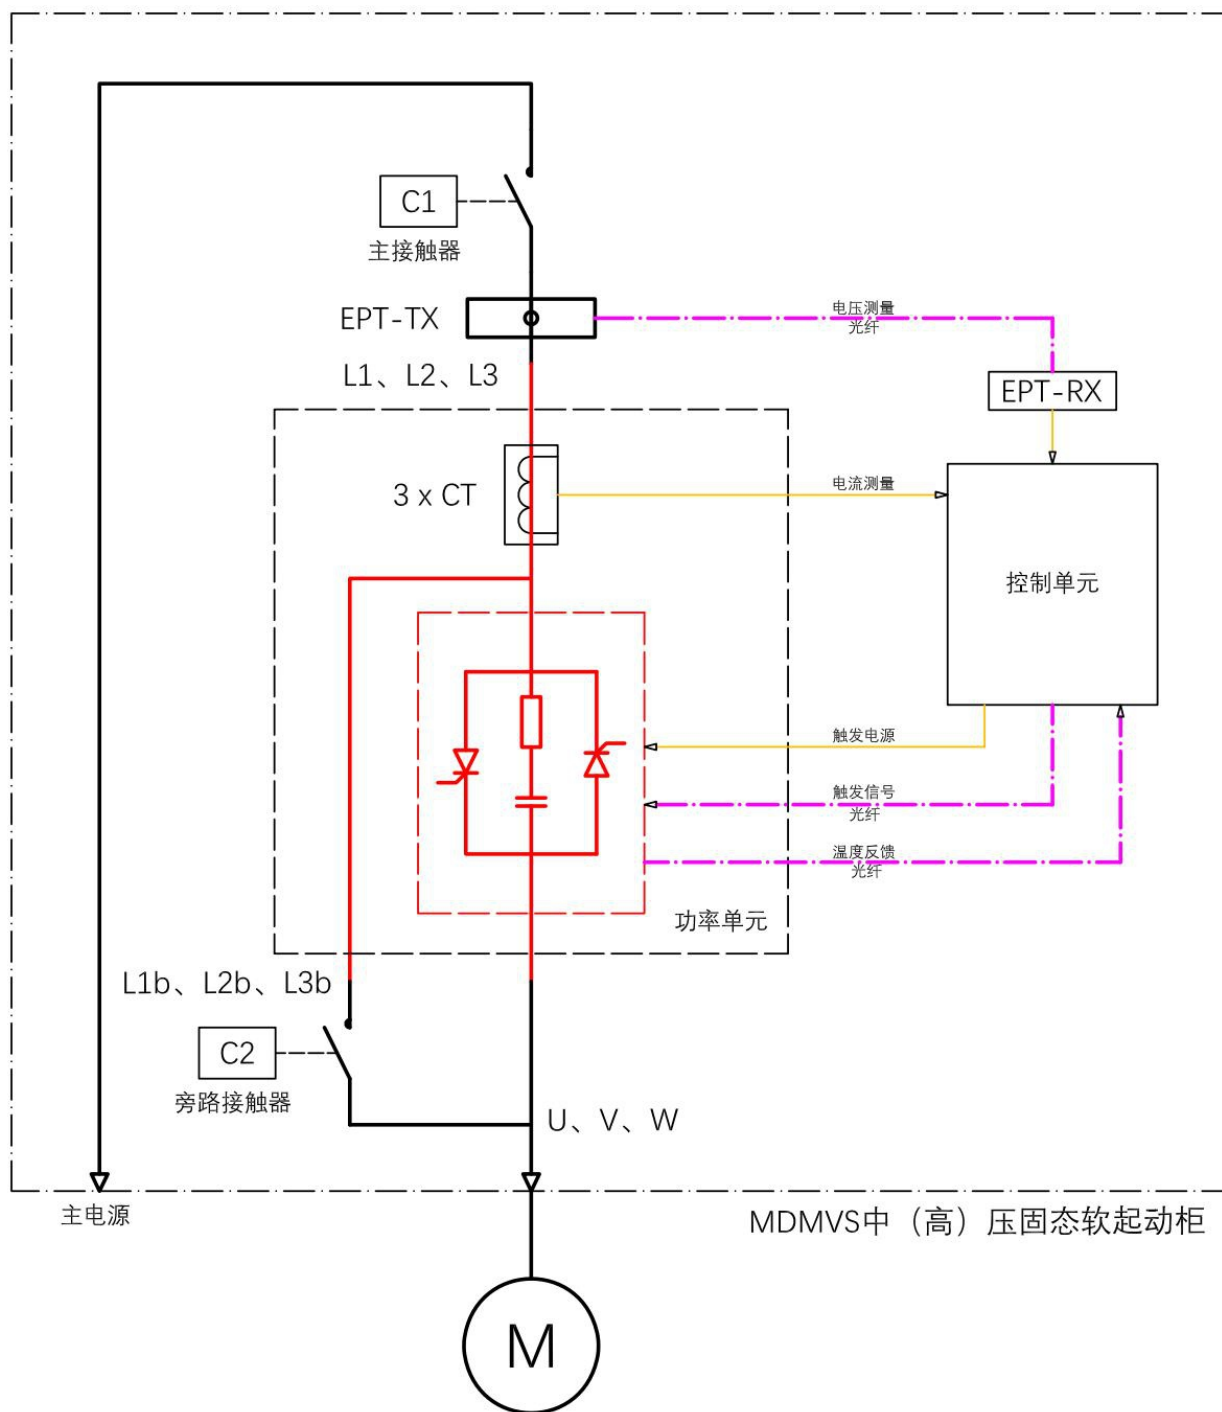 C1
主接触器
EPT-TX
电压测量
光纤
L1、L2、L3
EPT-RX
3 x CT
电流测量
控制单元
触发电源
触发信号
光纤
温度反馈
光纤
功率单元
L1b、L2b、L3b
C2
旁路接触器
U、V、W
主电源
MDMVS中（高）压固态软起动柜
M